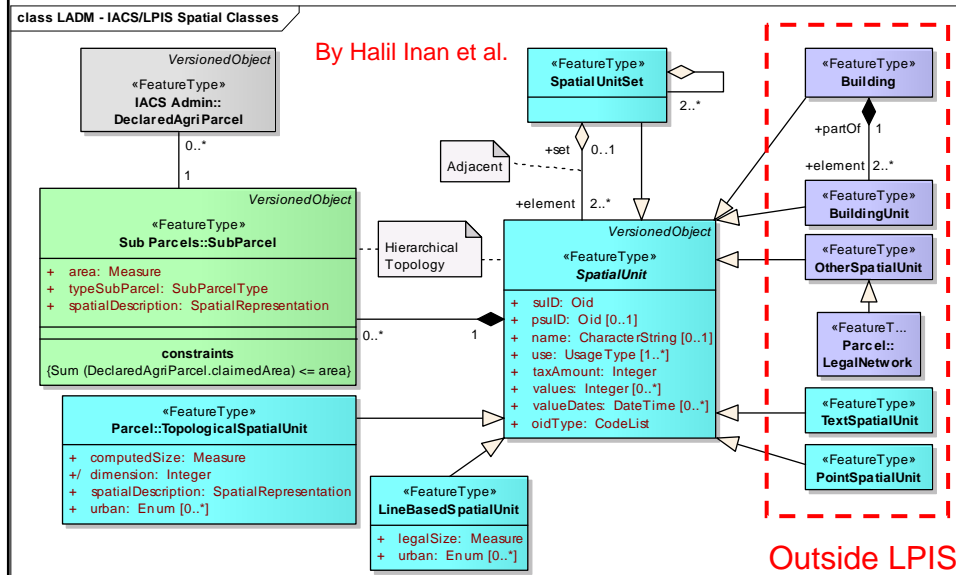 class LADM - IACS/LPIS Spatial Classes
By Halil Inan et al.
VersionedObject
«FeatureType»
IACS Admin::
DeclaredAgriParcel
0..*
1
VersionedObject
«FeatureType»
Sub Parcels::SubParcel
+ area: Measure
+ typeSubParcel: SubParcelType
+ spatialDescription: SpatialRepresentation
constraints
{Sum (DeclaredAgriParcel.claimedArea) <= area}
0..*
1
Hierarchical
Topology
Adjacent
«FeatureType»
SpatialUnitSet
2..*
+set
0..1
+element
2..*
VersionedObject
«FeatureType»
SpatialUnit
+ suID: Oid
+ psuID: Oid [0..1]
+ name: CharacterString [0..1]
+ use: UsageType [1..*]
+ taxAmount: Integer
+ values: Integer [0..*]
+ valueDates: DateTime [0..*]
+ oidType: CodeList
«FeatureType»
Parcel::TopologicalSpatialUnit
+ computedSize: Measure
+/ dimension: Integer
+ spatialDescription: SpatialRepresentation
+ urban: Enum [0..*]
«FeatureType»
LineBasedSpatialUnit
+ legalSize: Measure
+ urban: Enum [0..*]
«FeatureType»
Building
+partOf
1
+element
2..*
«FeatureType»
BuildingUnit
«FeatureType»
OtherSpatialUnit
«FeatureT...
Parcel::
LegalNetwork
«FeatureType»
TextSpatialUnit
«FeatureType»
PointSpatialUnit
Outside LPIS